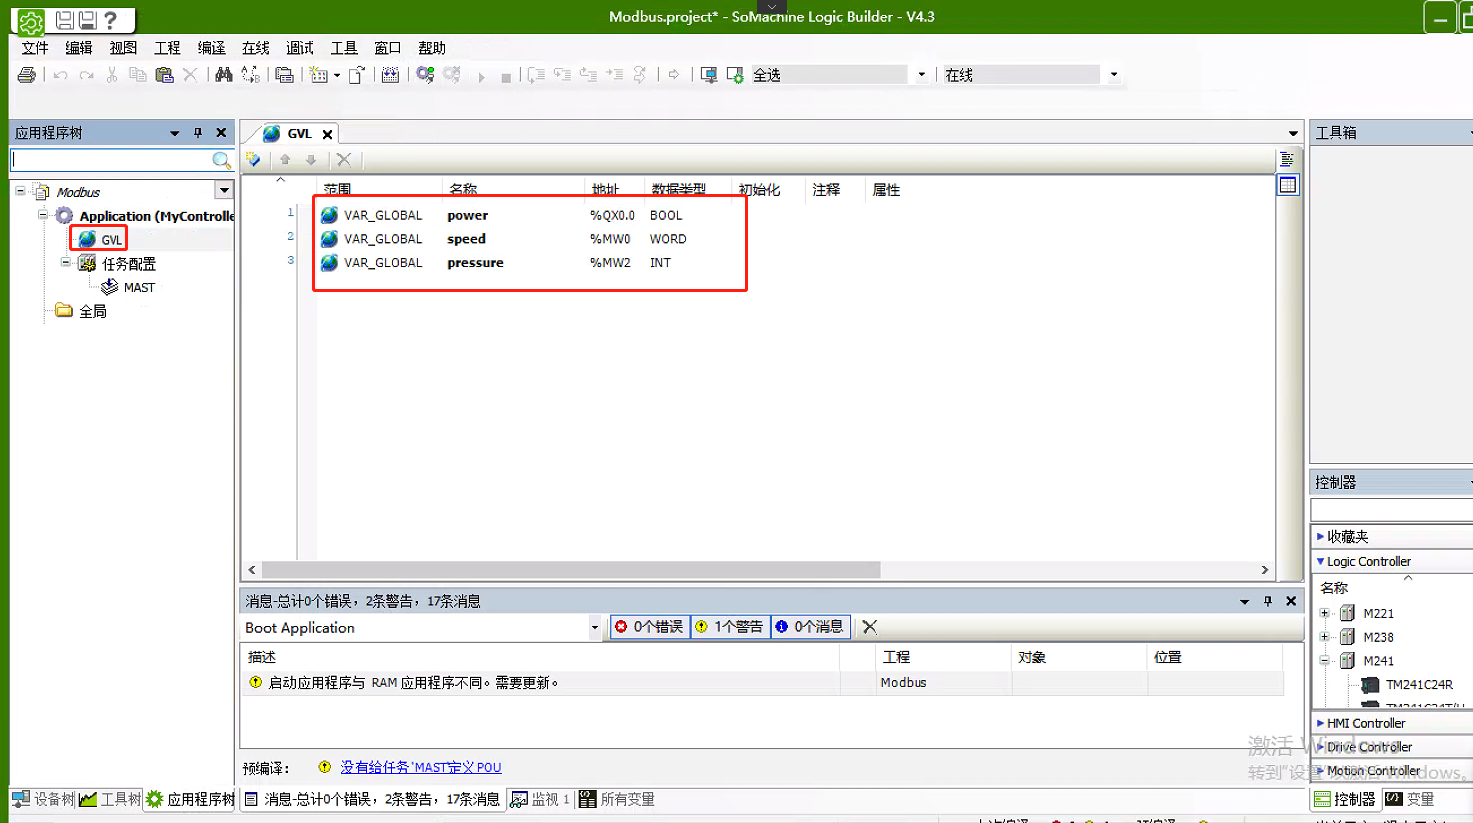 Modbus.project* - SoMachine Logic Builder - V4.3
文件 编辑 视图 工程 编译 在线 调试 工具 窗口 帮助
全选 在线
应用程序树
GVL
工具箱
Modbus
Application (MyControlle
GVL
任务配置
MAST
全局
范围 名称 地址 数据类型 初始化 注释 属性
1 VAR_GLOBAL power %QX0.0 BOOL
2 VAR_GLOBAL speed %MW0 WORD
3 VAR_GLOBAL pressure %MW2 INT
控制器
收藏夹
Logic Controller
名称
M221
M238
M241
TM241C24R
HMI Controller
Drive Controller
Motion Controller
消息-总计0个错误，2条警告，17条消息
Boot Application 0个错误 1个警告 0个消息
描述 工程 对象 位置
启动应用程序与 RAM 应用程序不同。需要更新。 Modbus
预编译： 没有给任务'MAST'定义 POU
激活 Windows
转到"设置"以激活 Windows。
设备树 工具树 应用程序树 消息-总计0个错误，2条警告，17条消息 监视 1 所有变量 控制器 变量